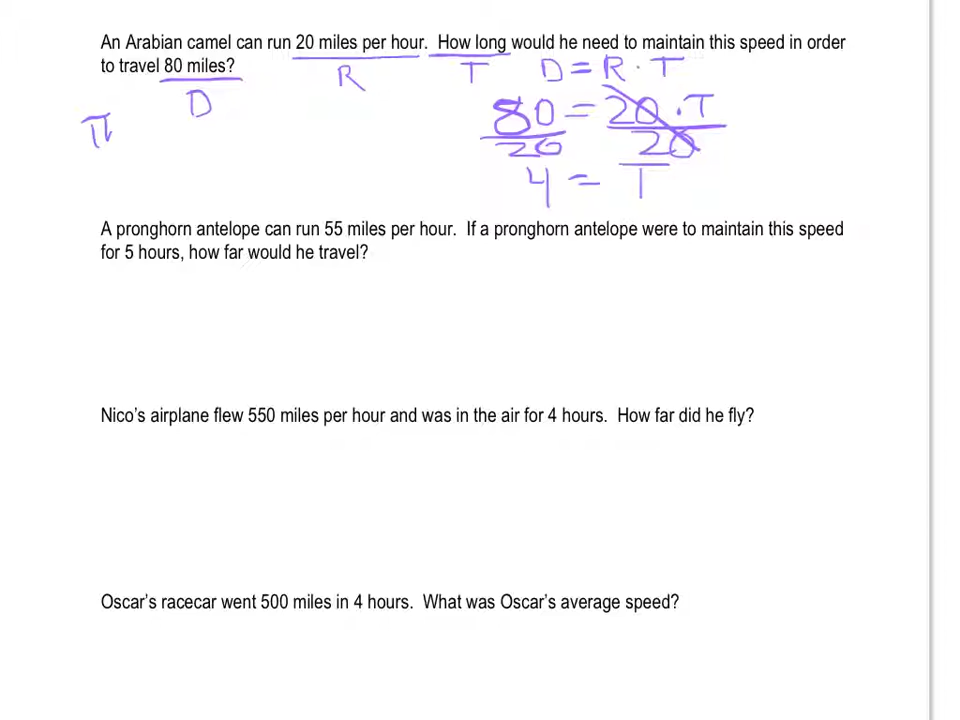 An Arabian camel can run 20 miles per hour. How long would he need to maintain this speed in order
to travel 80 miles?
R
T
D = R · T
D
80 = 20 · T
20 20
4 = T
A pronghorn antelope can run 55 miles per hour. If a pronghorn antelope were to maintain this speed
for 5 hours, how far would he travel?
Nico’s airplane flew 550 miles per hour and was in the air for 4 hours. How far did he fly?
Oscar’s racecar went 500 miles in 4 hours. What was Oscar’s average speed?